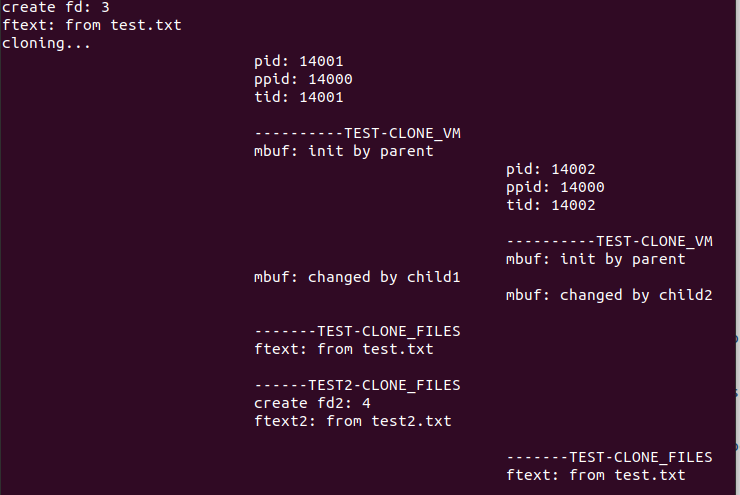 create fd: 3
ftext: from test.txt
cloning...
pid: 14001
ppid: 14000
tid: 14001
----------TEST-CLONE_VM
mbuf: init by parent
pid: 14002
ppid: 14000
tid: 14002
----------TEST-CLONE_VM
mbuf: init by parent
mbuf: changed by child1
mbuf: changed by child2
-------TEST-CLONE_FILES
ftext: from test.txt
------TEST2-CLONE_FILES
create fd2: 4
ftext2: from test2.txt
-------TEST-CLONE_FILES
ftext: from test.txt